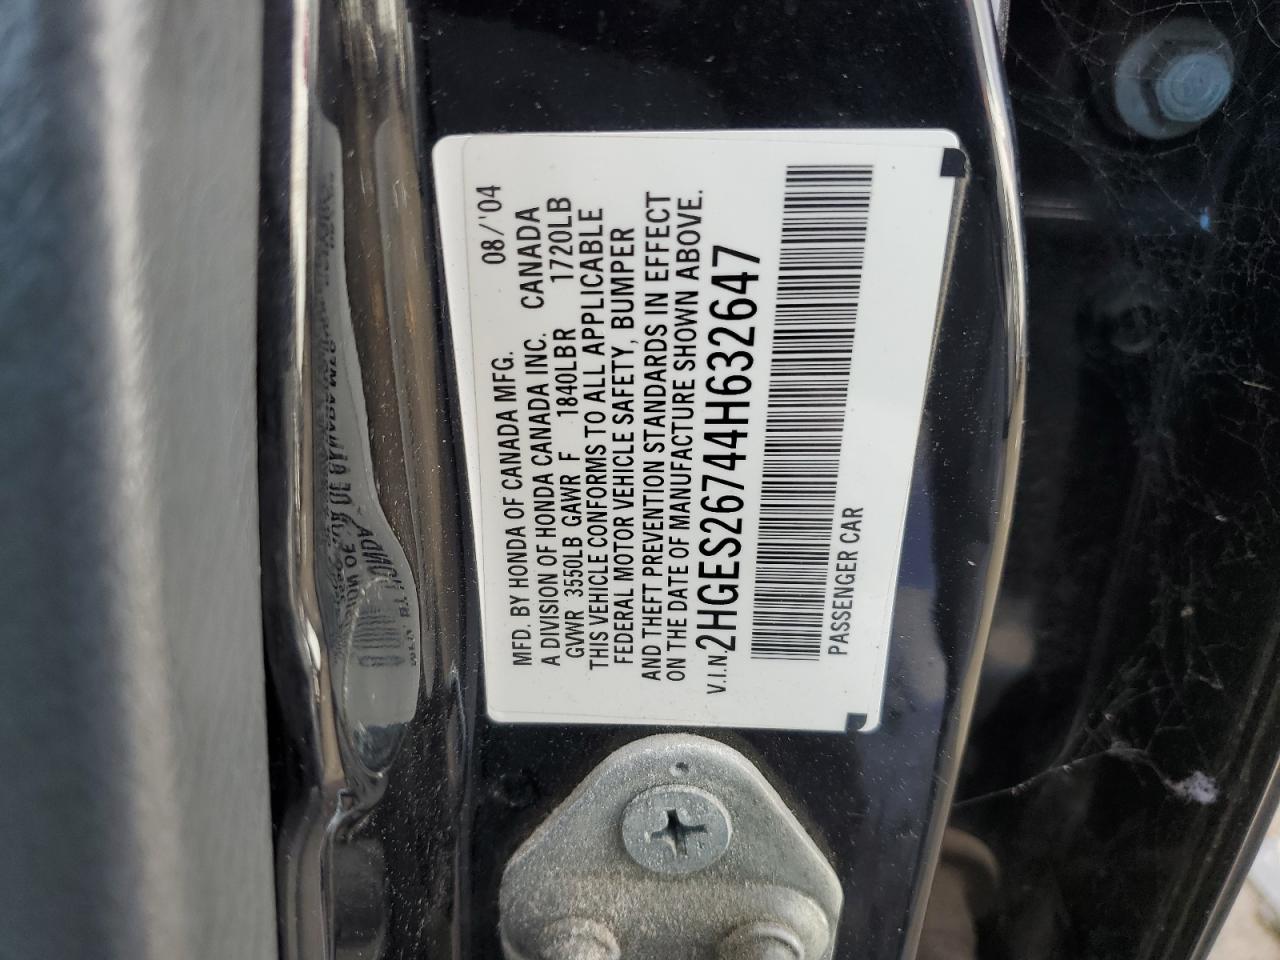 MFD. BY HONDA OF CANADA MFG. 08/'04
A DIVISION OF HONDA CANADA INC. CANADA
GVWR 3550LB GAWR F 1840LBR 1720LB
THIS VEHICLE CONFORMS TO ALL APPLICABLE
FEDERAL MOTOR VEHICLE SAFETY, BUMPER
AND THEFT PREVENTION STANDARDS IN EFFECT
ON THE DATE OF MANUFACTURE SHOWN ABOVE.
V.I.N. 2HGES26744H632647
PASSENGER CAR